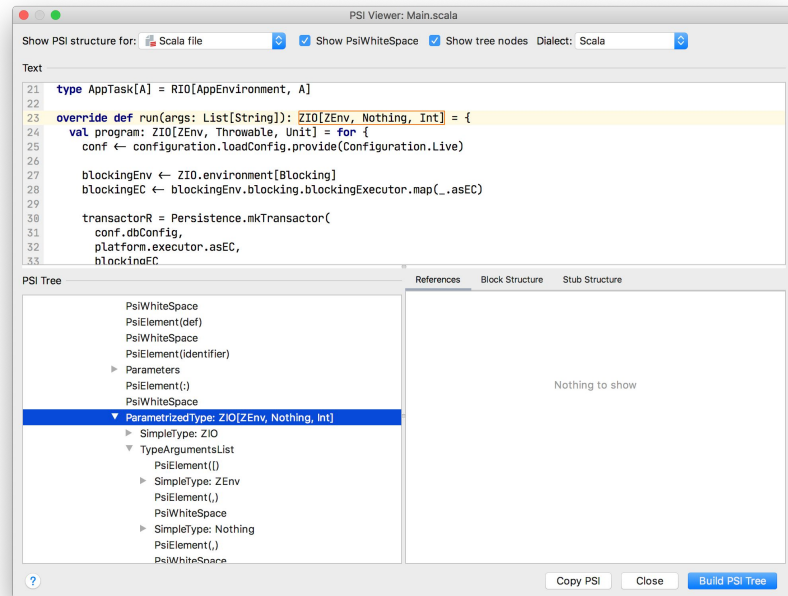 PSI Viewer: Main.scala
Show PSI structure for: Scala file Show PsiWhiteSpace Show tree nodes Dialect: Scala
Text
21 type AppTask[A] = RIO[AppEnvironment, A]
22
23 override def run(args: List[String]): ZIO[ZEnv, Nothing, Int] = {
24 val program: ZIO[ZEnv, Throwable, Unit] = for {
25 conf ← configuration.loadConfig.provide(Configuration.Live)
26
27 blockingEnv ← ZIO.environment[Blocking]
28 blockingEC ← blockingEnv.blocking.blockingExecutor.map(_.asEC)
29
30 transactorR = Persistence.mkTransactor(
31 conf.dbConfig,
32 platform.executor.asEC,
33 blockingEC
PSI Tree
PsiWhiteSpace
PsiElement(def)
PsiWhiteSpace
PsiElement(identifier)
Parameters
PsiElement(:)
PsiWhiteSpace
ParametrizedType: ZIO[ZEnv, Nothing, Int]
SimpleType: ZIO
TypeArgumentsList
PsiElement([)
SimpleType: ZEnv
PsiElement(,)
PsiWhiteSpace
SimpleType: Nothing
PsiElement(,)
PsiWhiteSpace
References Block Structure Stub Structure
Nothing to show
? Copy PSI Close Build PSI Tree